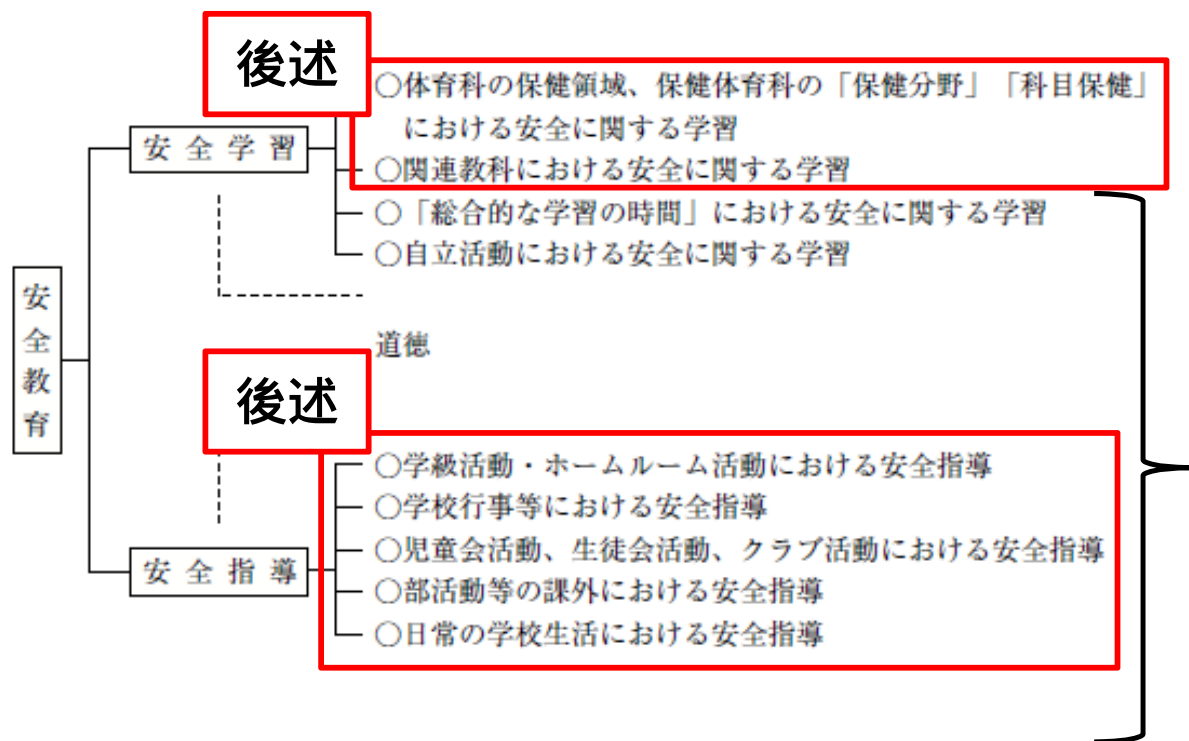 後述
○体育科の保健領域、保健体育科の「保健分野」「科目保健」
における安全に関する学習
安全学習
○関連教科における安全に関する学習
○「総合的な学習の時間」における安全に関する学習
○自立活動における安全に関する学習
安全教育
道徳
後述
○学級活動・ホームルーム活動における安全指導
○学校行事等における安全指導
○児童会活動、生徒会活動、クラブ活動における安全指導
安全指導
○部活動等の課外における安全指導
○日常の学校生活における安全指導